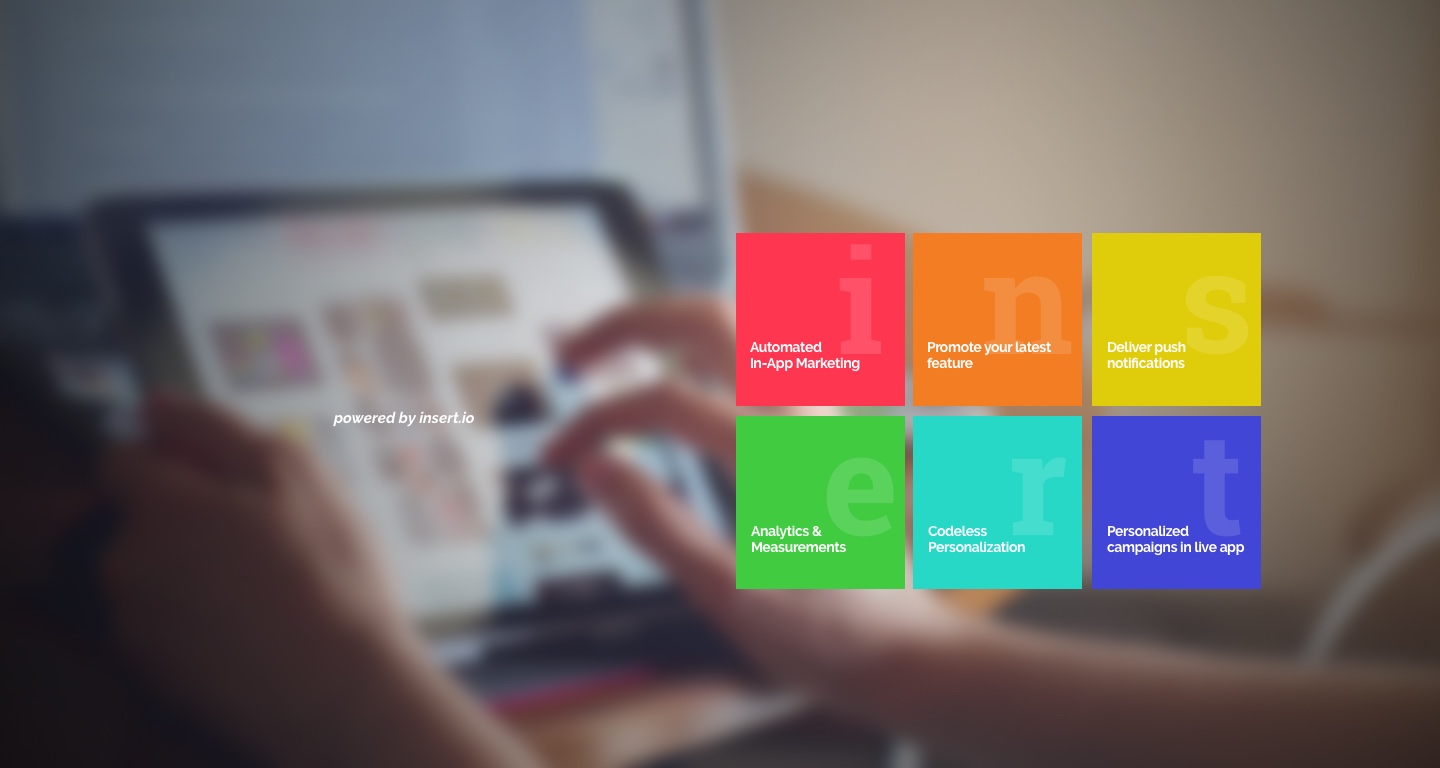 powered by insert.io
i
Automated
In-App Marketing
n
Promote your latest
feature
s
Deliver push
notifications
e
Analytics &
Measurements
r
Codeless
Personalization
t
Personalized
campaigns in live app